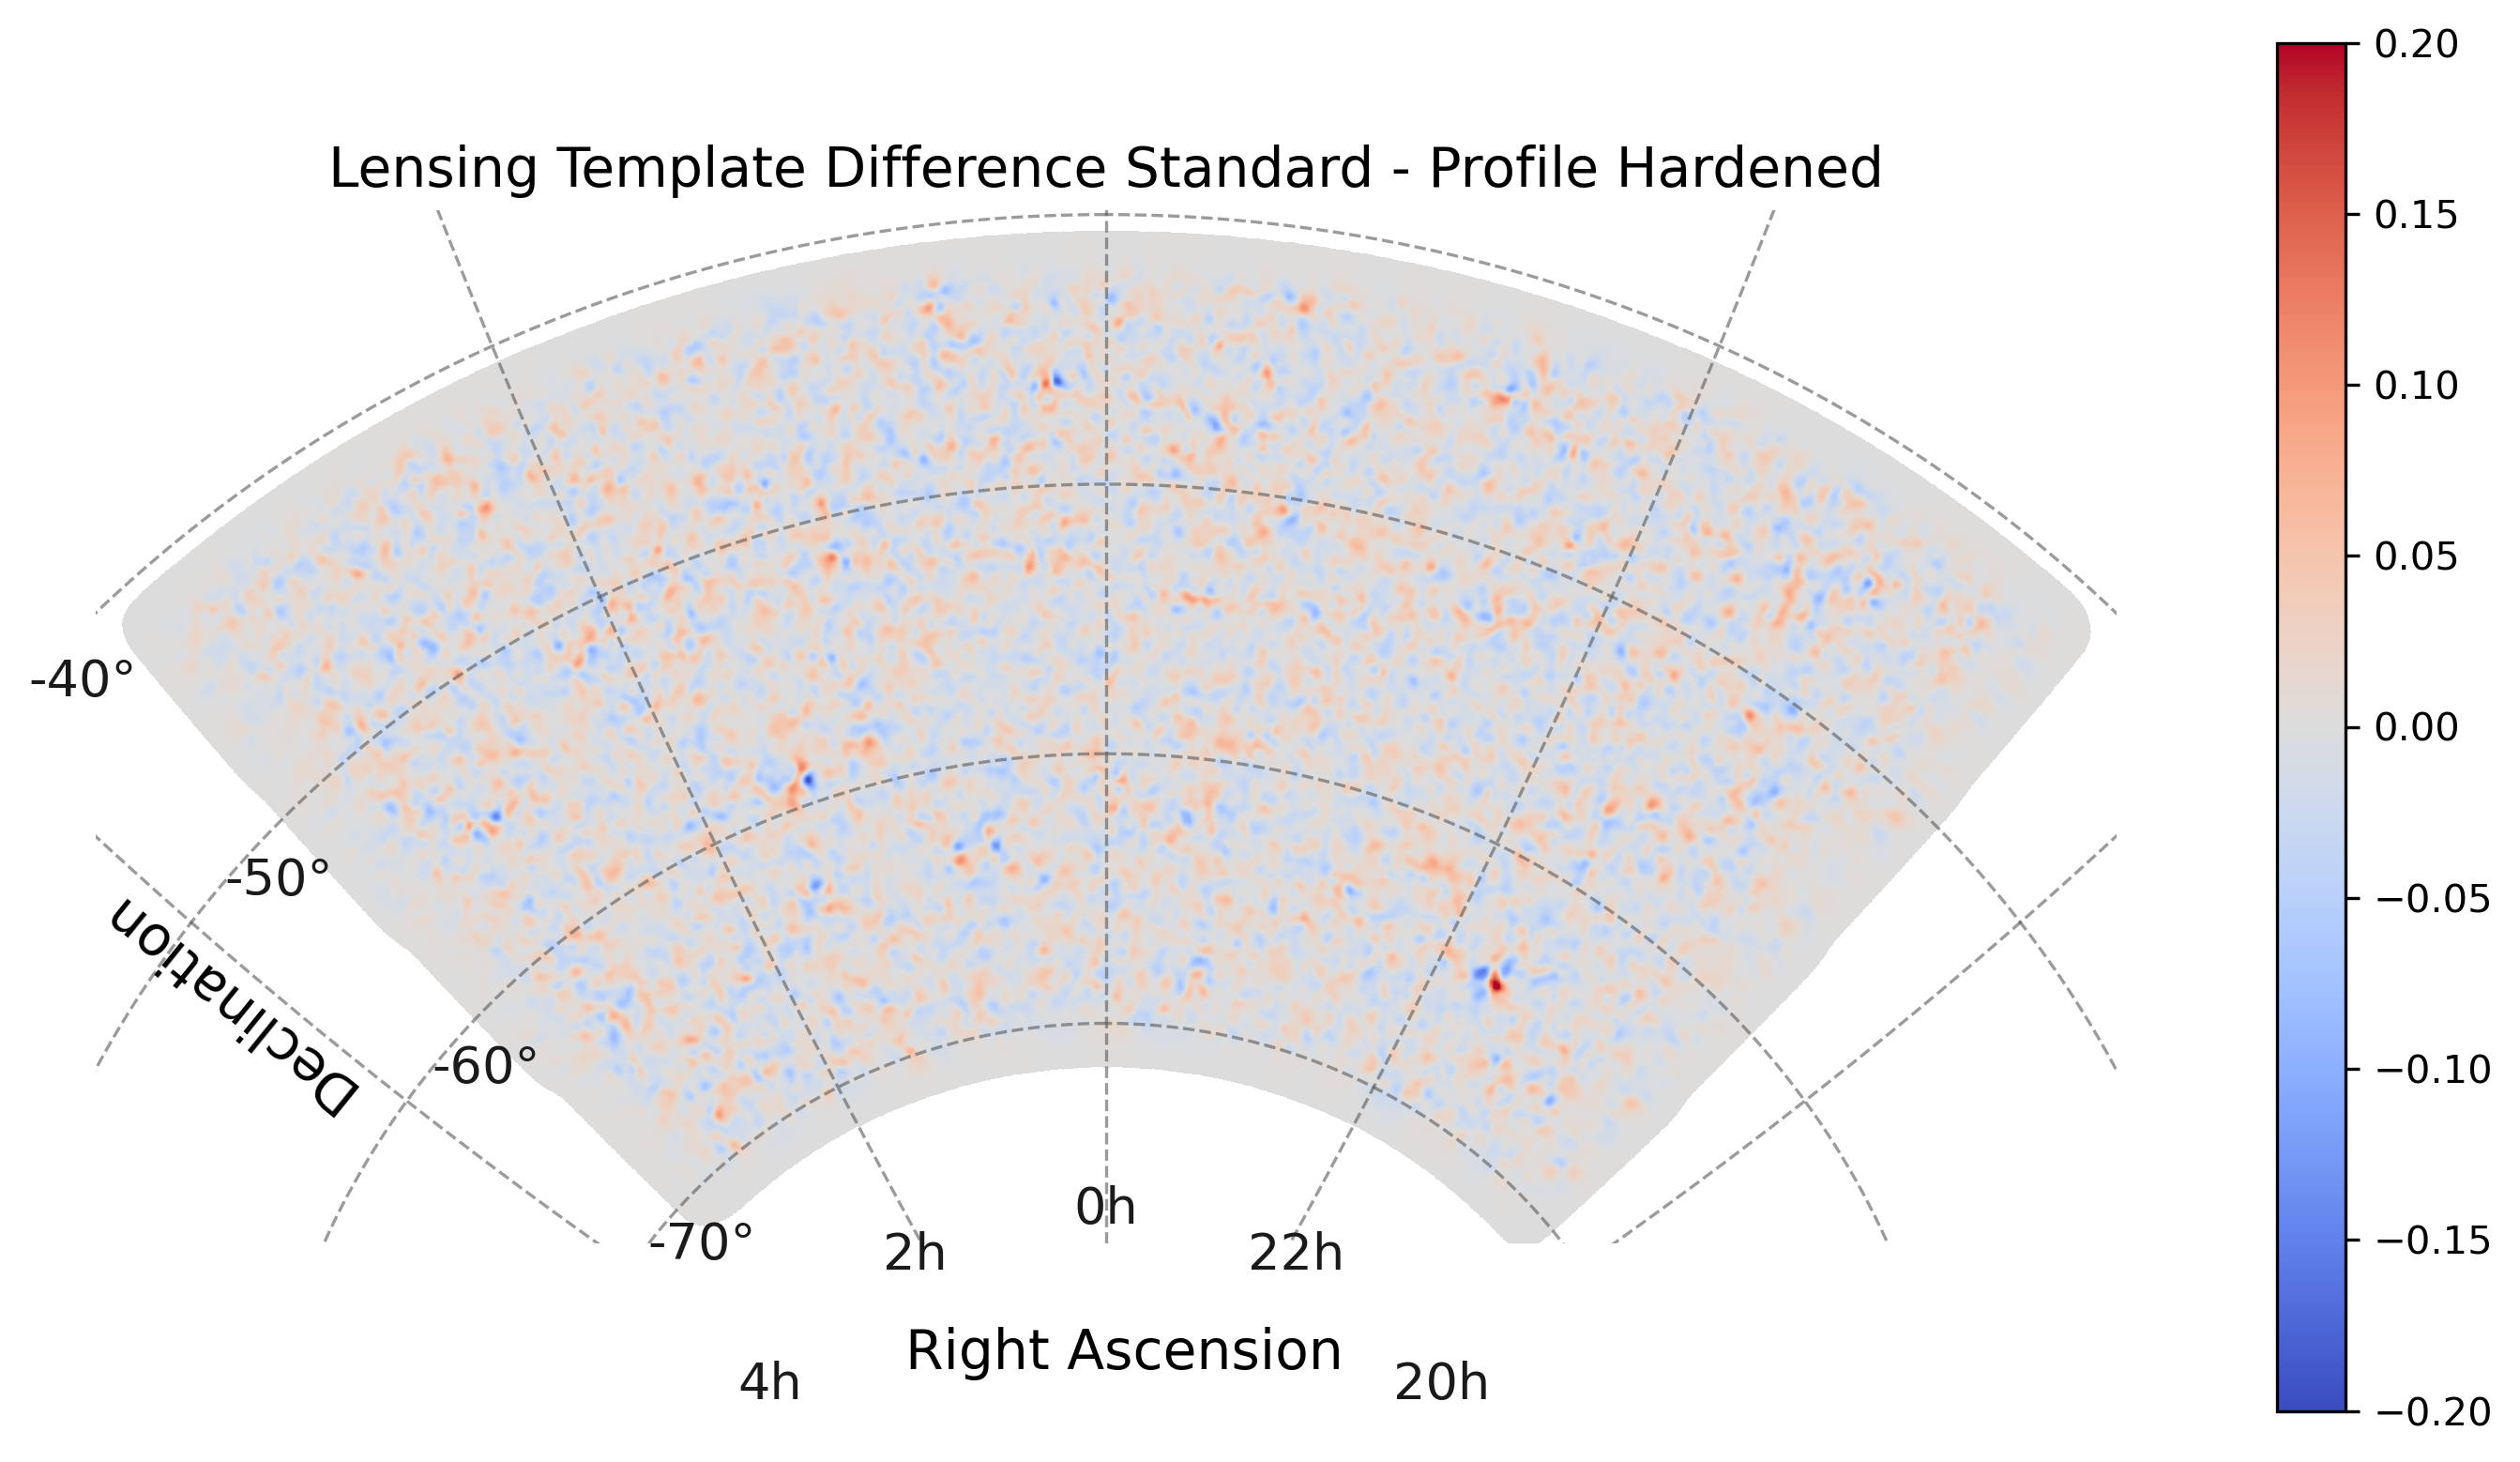 Lensing Template Difference Standard - Profile Hardened
0.20
0.15
0.10
0.05
0.00
−0.05
−0.10
−0.15
−0.20
-40°
-50°
-60°
-70°
Declination
0h
2h
22h
Right Ascension
4h
20h